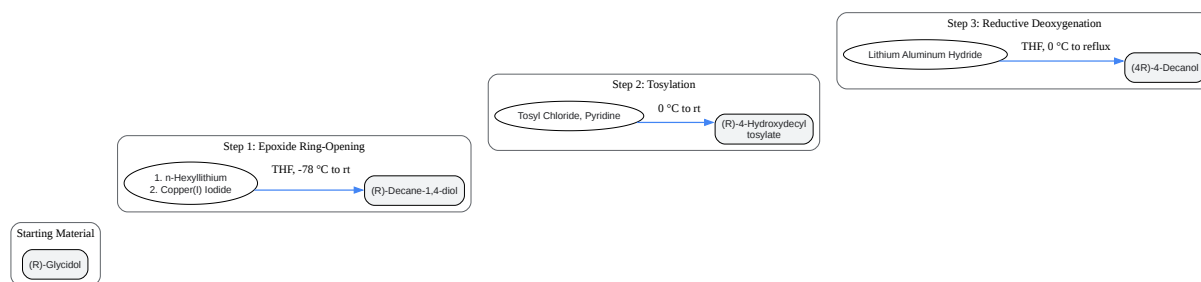 Starting Material
(R)-Glycidol
Step 1: Epoxide Ring-Opening
1. n-Hexyllithium
2. Copper(I) Iodide
THF, -78 °C to rt
(R)-Decane-1,4-diol
Step 2: Tosylation
Tosyl Chloride, Pyridine
0 °C to rt
(R)-4-Hydroxydecyl
tosylate
Step 3: Reductive Deoxygenation
Lithium Aluminum Hydride
THF, 0 °C to reflux
(4R)-4-Decanol